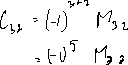 C₃₂ = (-1)³⁺² M₃₂
= (-1)⁵ M₃₂